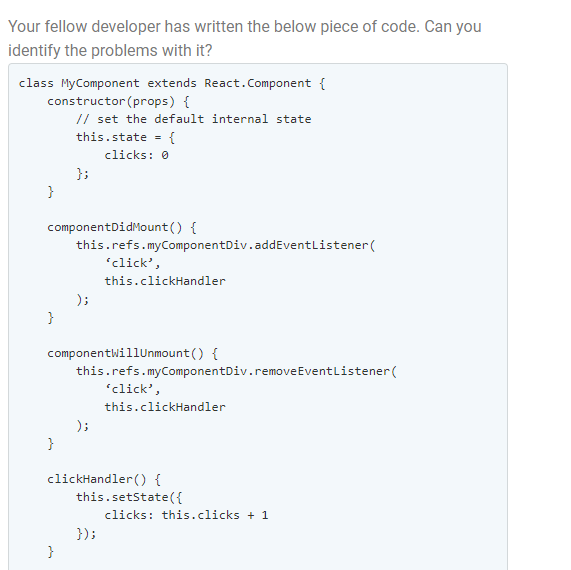 Your fellow developer has written the below piece of code. Can you
identify the problems with it?
class MyComponent extends React.Component {
    constructor(props) {
        // set the default internal state
        this.state = {
            clicks: 0
        };
    }

    componentDidMount() {
        this.refs.myComponentDiv.addEventListener(
            ‘click’,
            this.clickHandler
        );
    }

    componentWillUnmount() {
        this.refs.myComponentDiv.removeEventListener(
            ‘click’,
            this.clickHandler
        );
    }

    clickHandler() {
        this.setState({
            clicks: this.clicks + 1
        });
    }